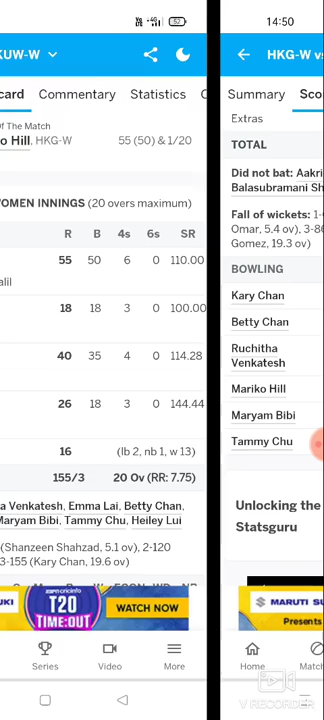 52
KUW-W
card Commentary Statistics
Of The Match
o Hill, HKG-W 55 (50) & 1/20
OMEN INNINGS (20 overs maximum)
R B 4s 6s SR
55 50 6 0 110.00
alil
18 18 3 0 100.00
40 35 4 0 114.28
26 18 3 0 144.44
16 (lb 2, nb 1, w 13)
155/3 20 Ov (RR: 7.75)
a Venkatesh, Emma Lai, Betty Chan,
Maryam Bibi, Tammy Chu, Heiley Lui
(Shanzeen Shahzad, 5.1 ov), 2-120
3-155 (Kary Chan, 19.6 ov)
UKI
ESPNcricinfo
T20
TIME:OUT
WATCH NOW
Series Video More
14:50
HKG-W vs
Summary Sco
Extras
TOTAL
Did not bat: Aakri
Balasubramani Sh
Fall of wickets: 1-
Omar, 5.4 ov), 3-86
Gomez, 19.3 ov)
BOWLING
Kary Chan
Betty Chan
Ruchitha
Venkatesh
Mariko Hill
Maryam Bibi
Tammy Chu
Unlocking the
Statsguru
MARUTI SU
Presents
Home Match
V RECORDER